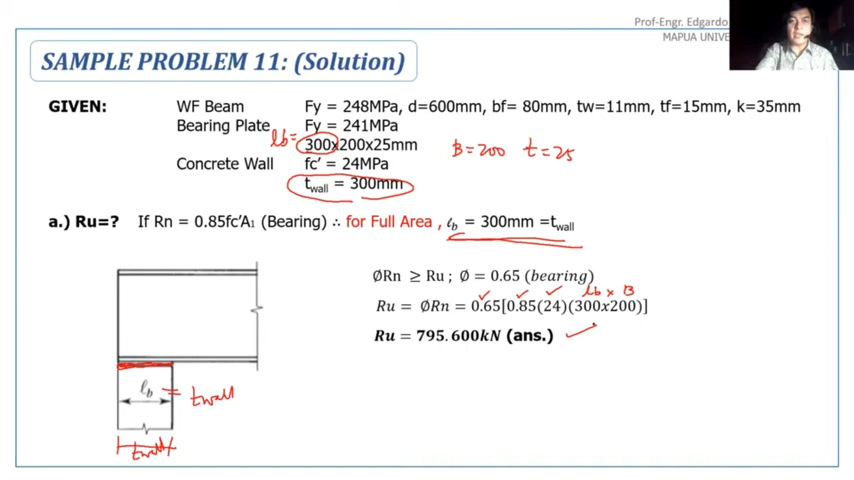 Prof-Engr. Edgardo
MAPUA UNIVE
SAMPLE PROBLEM 11: (Solution)
GIVEN: WF Beam Fy = 248MPa, d=600mm, bf= 80mm, tw=11mm, tf=15mm, k=35mm
Bearing Plate Fy = 241MPa
lb= 300x200x25mm B=200 t=25
Concrete Wall fc' = 24MPa
twall = 300mm
a.) Ru=? If Rn = 0.85fc'A1 (Bearing) ∴ for Full Area , ℓb = 300mm =twall
ØRn ≥ Ru ; Ø = 0.65 (bearing)
lb x B
Ru = ØRn = 0.65[0.85(24)(300x200)]
Ru = 795.600kN (ans.)
ℓb = twall
twall